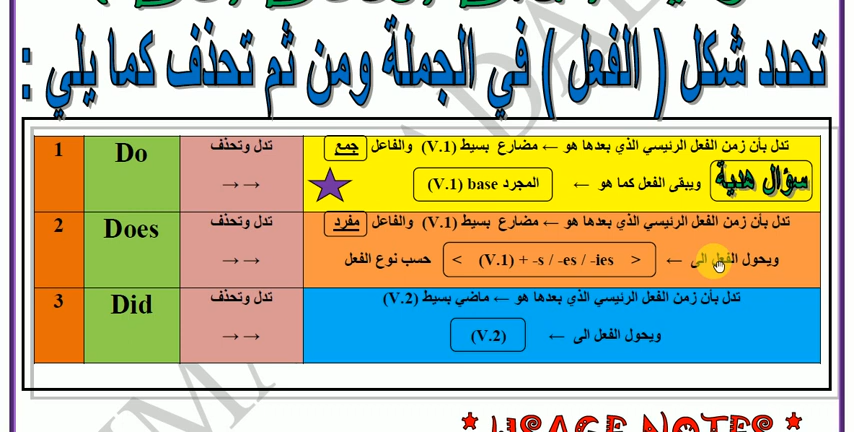 تحدد شكل ( الفعل ) في الجملة ومن ثم تحذف كما يلي :
1 Do تدل وتحذف → → تدل بأن زمن الفعل الرئيسي الذي بعدها هو ← مضارع بسيط (V.1) والفاعل جمع
سؤال هدية ويبقى الفعل كما هو ← المجرد V.1) base)
2 Does تدل وتحذف → → تدل بأن زمن الفعل الرئيسي الذي بعدها هو ← مضارع بسيط (V.1) والفاعل مفرد
ويحول الفعل الى ← < (V.1) + -s / -es / -ies > حسب نوع الفعل
3 Did تدل وتحذف → → تدل بأن زمن الفعل الرئيسي الذي بعدها هو ← ماضي بسيط (V.2)
ويحول الفعل الى ← (V.2)
* USAGE NOTES *